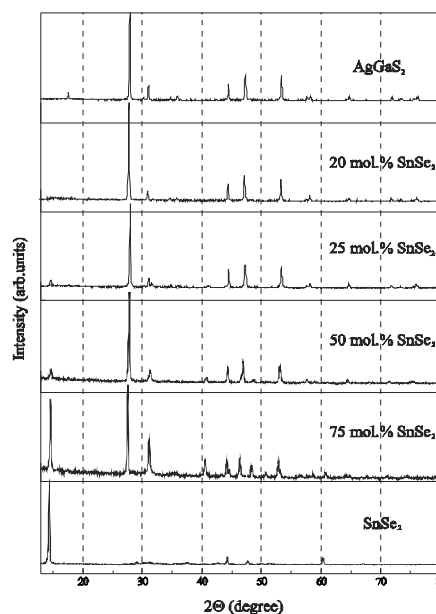 AgGaS₂
20 mol.% SnSe₂
25 mol.% SnSe₂
50 mol.% SnSe₂
75 mol.% SnSe₂
SnSe₂
Intensity (arb.units)
20 30 40 50 60 70
2Θ (degree)